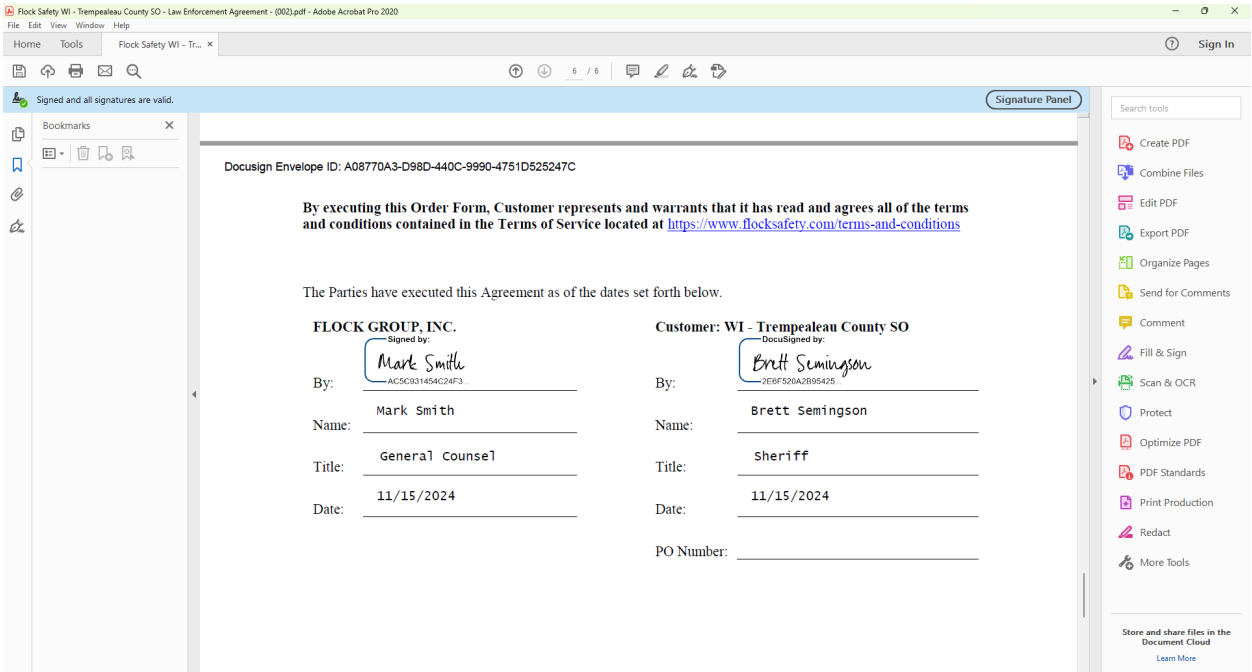 Flock Safety WI - Trempealeau County SO - Law Enforcement Agreement - (002).pdf - Adobe Acrobat Pro 2020
File Edit View Window Help
Home Tools Flock Safety WI - Tr... × Sign In
6 / 6
Signed and all signatures are valid. Signature Panel
Bookmarks
Docusign Envelope ID: A08770A3-D98D-440C-9990-4751D525247C
By executing this Order Form, Customer represents and warrants that it has read and agrees all of the terms
and conditions contained in the Terms of Service located at https://www.flocksafety.com/terms-and-conditions
The Parties have executed this Agreement as of the dates set forth below.
FLOCK GROUP, INC.
Signed by:
Mark Smith
AC5C931454C24F3...
By:
Mark Smith
Name:
General Counsel
Title:
11/15/2024
Date:
Customer: WI - Trempealeau County SO
DocuSigned by:
Brett Semingson
2E6F520A2B95425...
By:
Brett Semingson
Name:
Sheriff
Title:
11/15/2024
Date:
PO Number:
Search tools
Create PDF
Combine Files
Edit PDF
Export PDF
Organize Pages
Send for Comments
Comment
Fill & Sign
Scan & OCR
Protect
Optimize PDF
PDF Standards
Print Production
Redact
More Tools
Store and share files in the
Document Cloud
Learn More